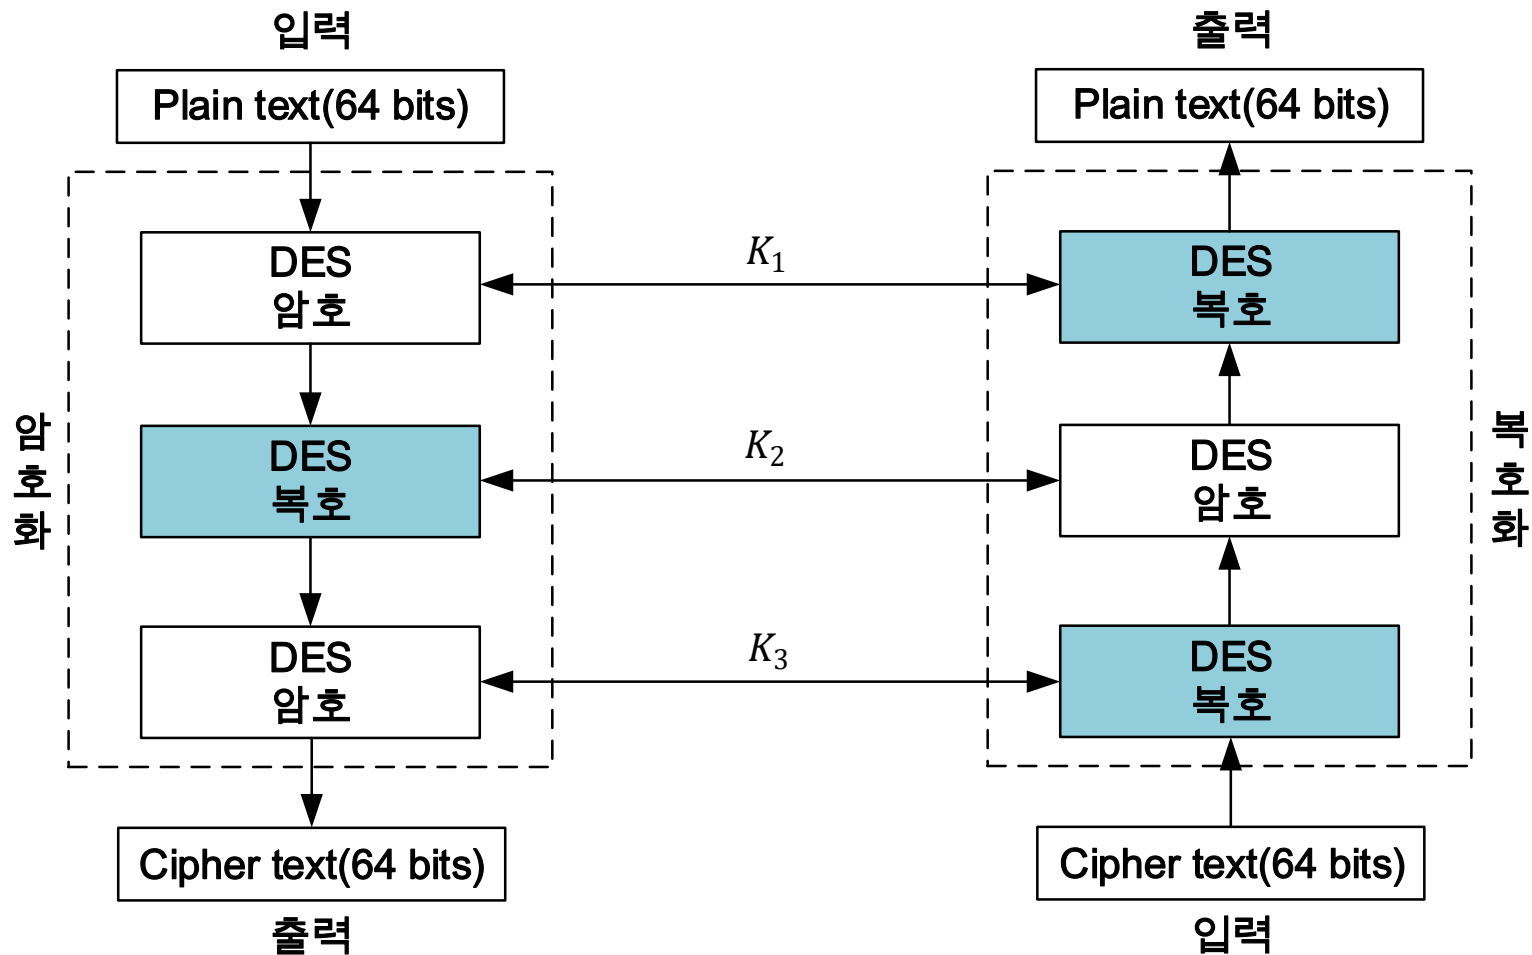 입력
Plain text(64 bits)
DES
암호
DES
복호
DES
암호
Cipher text(64 bits)
출력
암호화
K1
K2
K3
출력
Plain text(64 bits)
DES
복호
DES
암호
DES
복호
Cipher text(64 bits)
입력
복호화